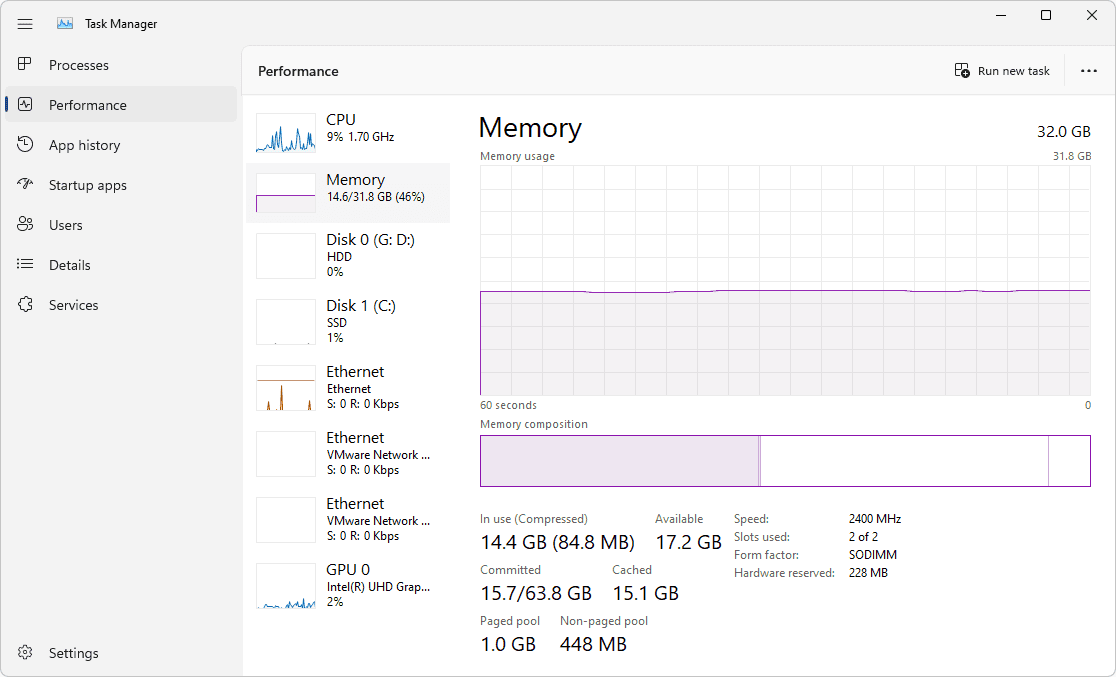 Task Manager
Processes
Performance
App history
Startup apps
Users
Details
Services
Settings
Performance
Run new task
CPU
9% 1.70 GHz
Memory
14.6/31.8 GB (46%)
Disk 0 (G: D:)
HDD
0%
Disk 1 (C:)
SSD
1%
Ethernet
Ethernet
S: 0 R: 0 Kbps
Ethernet
VMware Network ...
S: 0 R: 0 Kbps
Ethernet
VMware Network ...
S: 0 R: 0 Kbps
GPU 0
Intel(R) UHD Grap...
2%
Memory 32.0 GB
Memory usage 31.8 GB
60 seconds 0
Memory composition
In use (Compressed) Available
14.4 GB (84.8 MB) 17.2 GB
Committed Cached
15.7/63.8 GB 15.1 GB
Paged pool Non-paged pool
1.0 GB 448 MB
Speed: 2400 MHz
Slots used: 2 of 2
Form factor: SODIMM
Hardware reserved: 228 MB